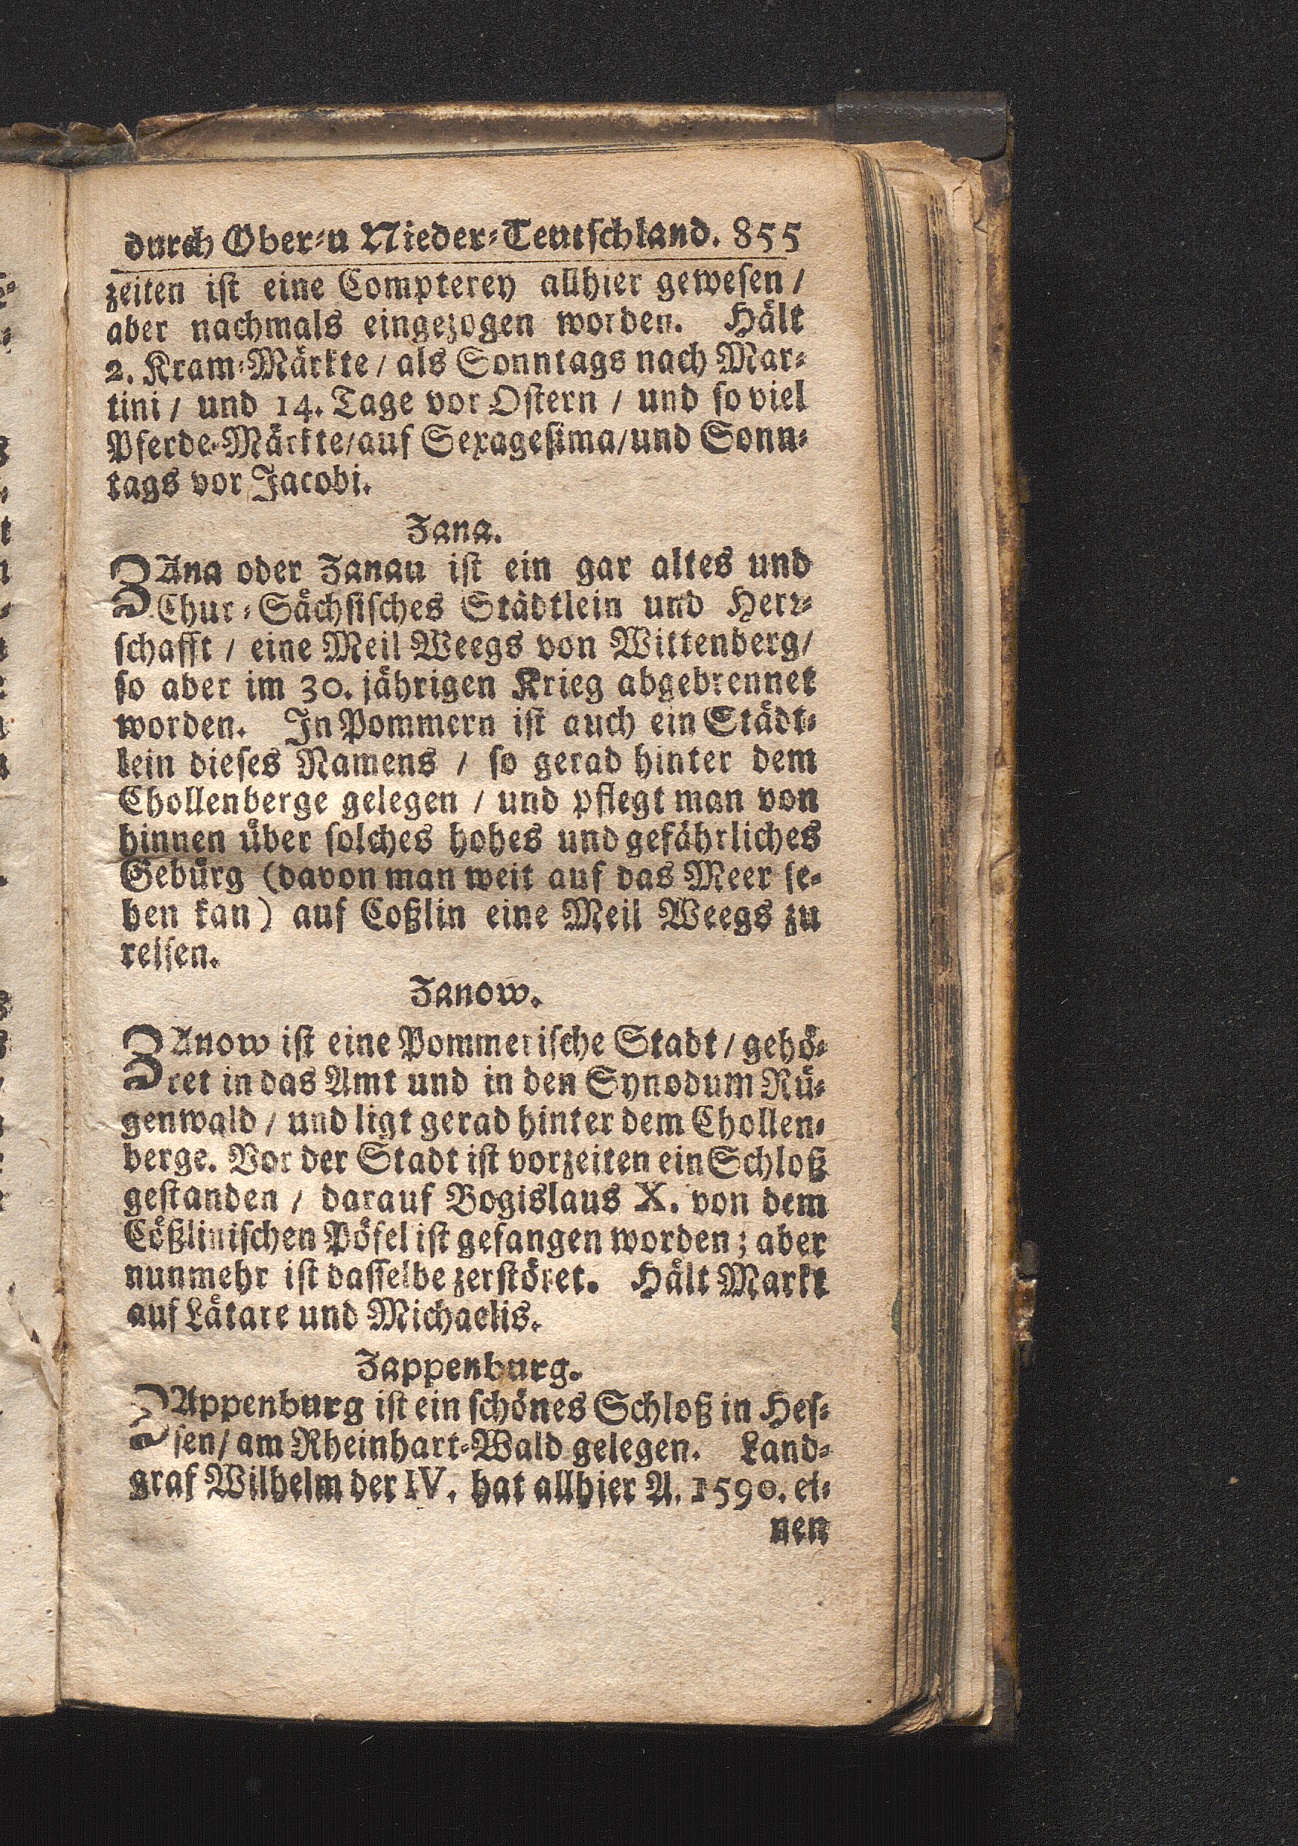 durch Ober-u Nieder-Teutschland. 855
zeiten ist eine Compterey allhier gewesen /
aber nachmals eingezogen worden. Hält
2. Kram-Märkte / als Sonntags nach Mar-
tini / und 14. Tage vor Ostern / und so viel
Pferde-Märkte/auf Sexagesima/und Sonn-
tags vor Jacobi.
Zana.
ZAna oder Zanau ist ein gar altes und
Chur-Sächsisches Städtlein und Herr-
schafft / eine Meil Weegs von Wittenberg/
so aber im 30. jährigen Krieg abgebrennet
worden. In Pommern ist auch ein Städt-
lein dieses Namens / so gerad hinter dem
Chollenberge gelegen / und pflegt man von
hinnen über solches hohes und gefährliches
Gebürg (davon man weit auf das Meer se-
hen kan) auf Coßlin eine Meil Weegs zu
reisen.
Zanow.
ZAnow ist eine Pommerische Stadt / gehö-
ret in das Amt und in den Synodum Rü-
genwald / und ligt gerad hinter dem Chollen-
berge. Vor der Stadt ist vorzeiten ein Schloß
gestanden / darauf Bogislaus X. von dem
Cößlinischen Pöfel ist gefangen worden; aber
nunmehr ist dasselbe zerstöret. Hält Markt
auf Lätare und Michaelis.
Zappenburg.
ZAppenburg ist ein schönes Schloß in Hes-
sen/ am Rheinhart-Wald gelegen. Land-
graf Wilhelm der IV. hat allhier A. 1590. ei-
nen